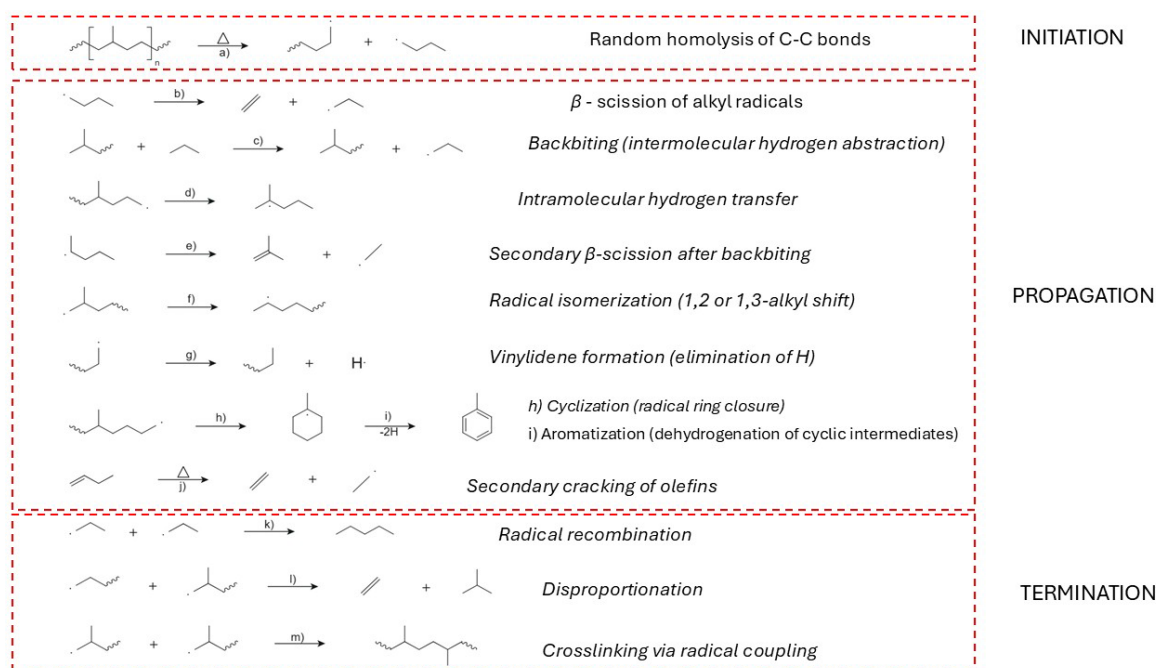 Random homolysis of C-C bonds
INITIATION
△
a)
+
n
b)
+
β - scission of alkyl radicals
+
c)
+
Backbiting (intermolecular hydrogen abstraction)
d)
Intramolecular hydrogen transfer
e)
+
Secondary β-scission after backbiting
PROPAGATION
f)
Radical isomerization (1,2 or 1,3-alkyl shift)
g)
+
H·
Vinylidene formation (elimination of H)
h)
i)
-2H
h) Cyclization (radical ring closure)
i) Aromatization (dehydrogenation of cyclic intermediates)
△
j)
+
Secondary cracking of olefins
+
k)
Radical recombination
+
l)
+
Disproportionation
TERMINATION
+
m)
Crosslinking via radical coupling